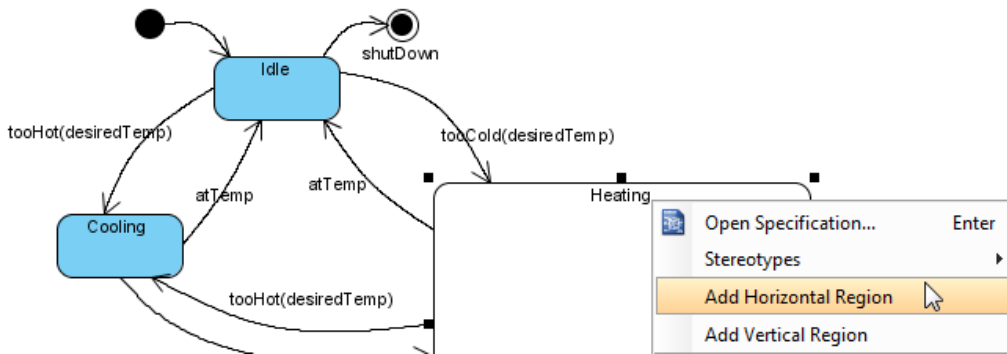 shutDown
Idle
tooHot(desiredTemp)
tooCold(desiredTemp)
atTemp
atTemp
Heating
Cooling
Open Specification... Enter
Stereotypes
tooHot(desiredTemp)
Add Horizontal Region
Add Vertical Region